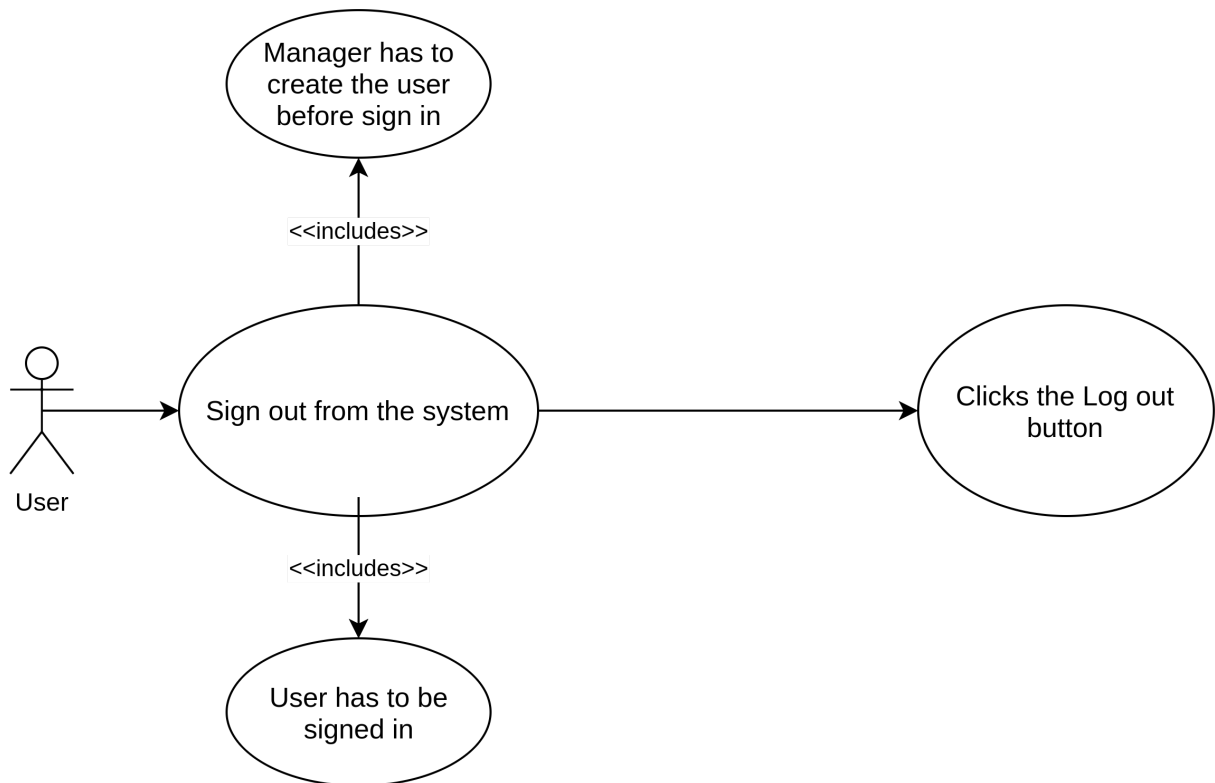 Manager has to
create the user
before sign in
<<includes>>
Sign out from the system
Clicks the Log out
button
User
<<includes>>
User has to be
signed in